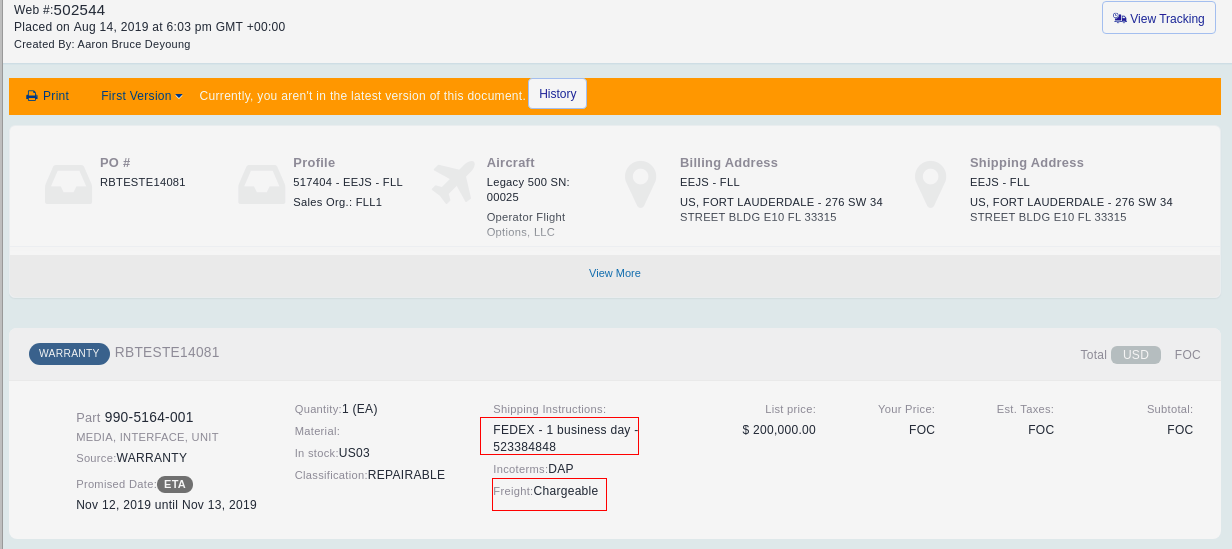 Web #:502544
Placed on Aug 14, 2019 at 6:03 pm GMT +00:00
Created By: Aaron Bruce Deyoung
View Tracking
Print First Version Currently, you aren't in the latest version of this document. History
PO #
RBTESTE14081
Profile
517404 - EEJS - FLL
Sales Org.: FLL1
Aircraft
Legacy 500 SN:
00025
Operator Flight
Options, LLC
Billing Address
EEJS - FLL
US, FORT LAUDERDALE - 276 SW 34
STREET BLDG E10 FL 33315
Shipping Address
EEJS - FLL
US, FORT LAUDERDALE - 276 SW 34
STREET BLDG E10 FL 33315
View More
WARRANTY RBTESTE14081
Total USD FOC
Part 990-5164-001
MEDIA, INTERFACE, UNIT
Source:WARRANTY
Promised Date: ETA
Nov 12, 2019 until Nov 13, 2019
Quantity:1 (EA)
Material:
In stock:US03
Classification:REPAIRABLE
Shipping Instructions:
FEDEX - 1 business day -
523384848
Incoterms:DAP
Freight:Chargeable
List price:
$ 200,000.00
Your Price:
FOC
Est. Taxes:
FOC
Subtotal:
FOC